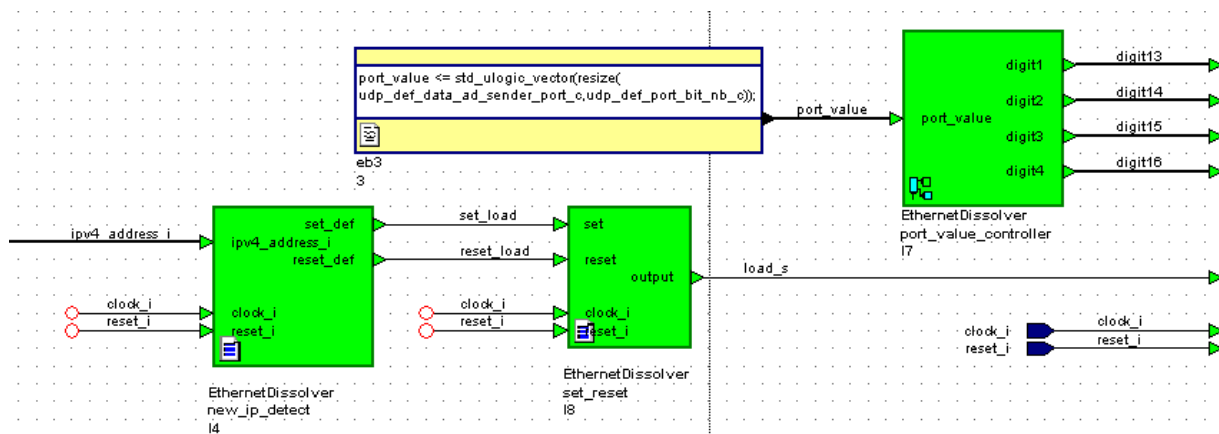 port_value <= std_ulogic_vector(resize(
udp_def_data_ad_sender_port_c,udp_def_port_bit_nb_c));
eb3
3
port_value
port_value
digit1
digit2
digit3
digit4
digit13
digit14
digit15
digit16
EthernetDissolver
port_value_controller
I7
ipv4_address_i
set_def
ipv4_address_i
reset_def
clock_i
reset_i
clock_i
reset_i
EthernetDissolver
new_ip_detect
I4
set_load
reset_load
set
reset
output
clock_i
reset_i
clock_i
reset_i
EthernetDissolver
set_reset
I8
load_s
clock_i
reset_i
clock_i
reset_i